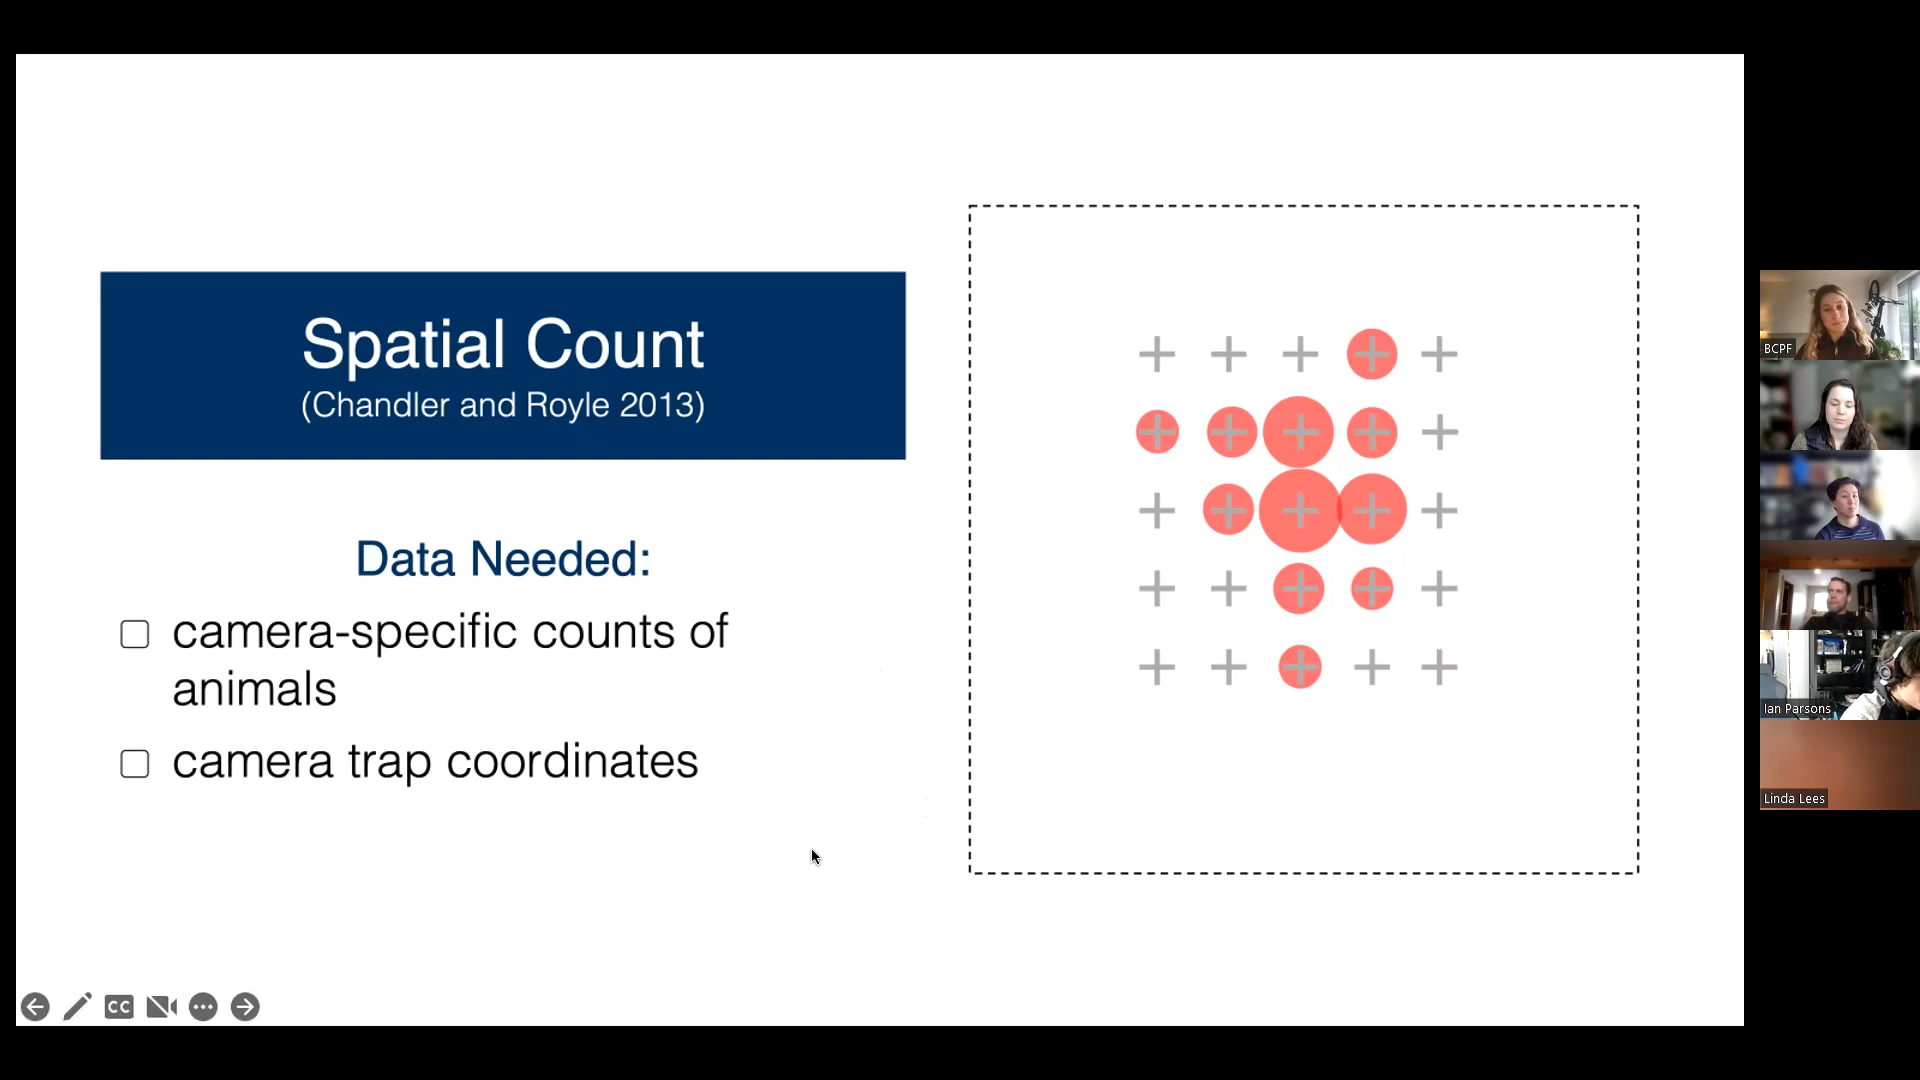 Spatial Count
(Chandler and Royle 2013)
Data Needed:
camera-specific counts of
animals
camera trap coordinates
CC
BCPF
Ian Parsons
Linda Lees